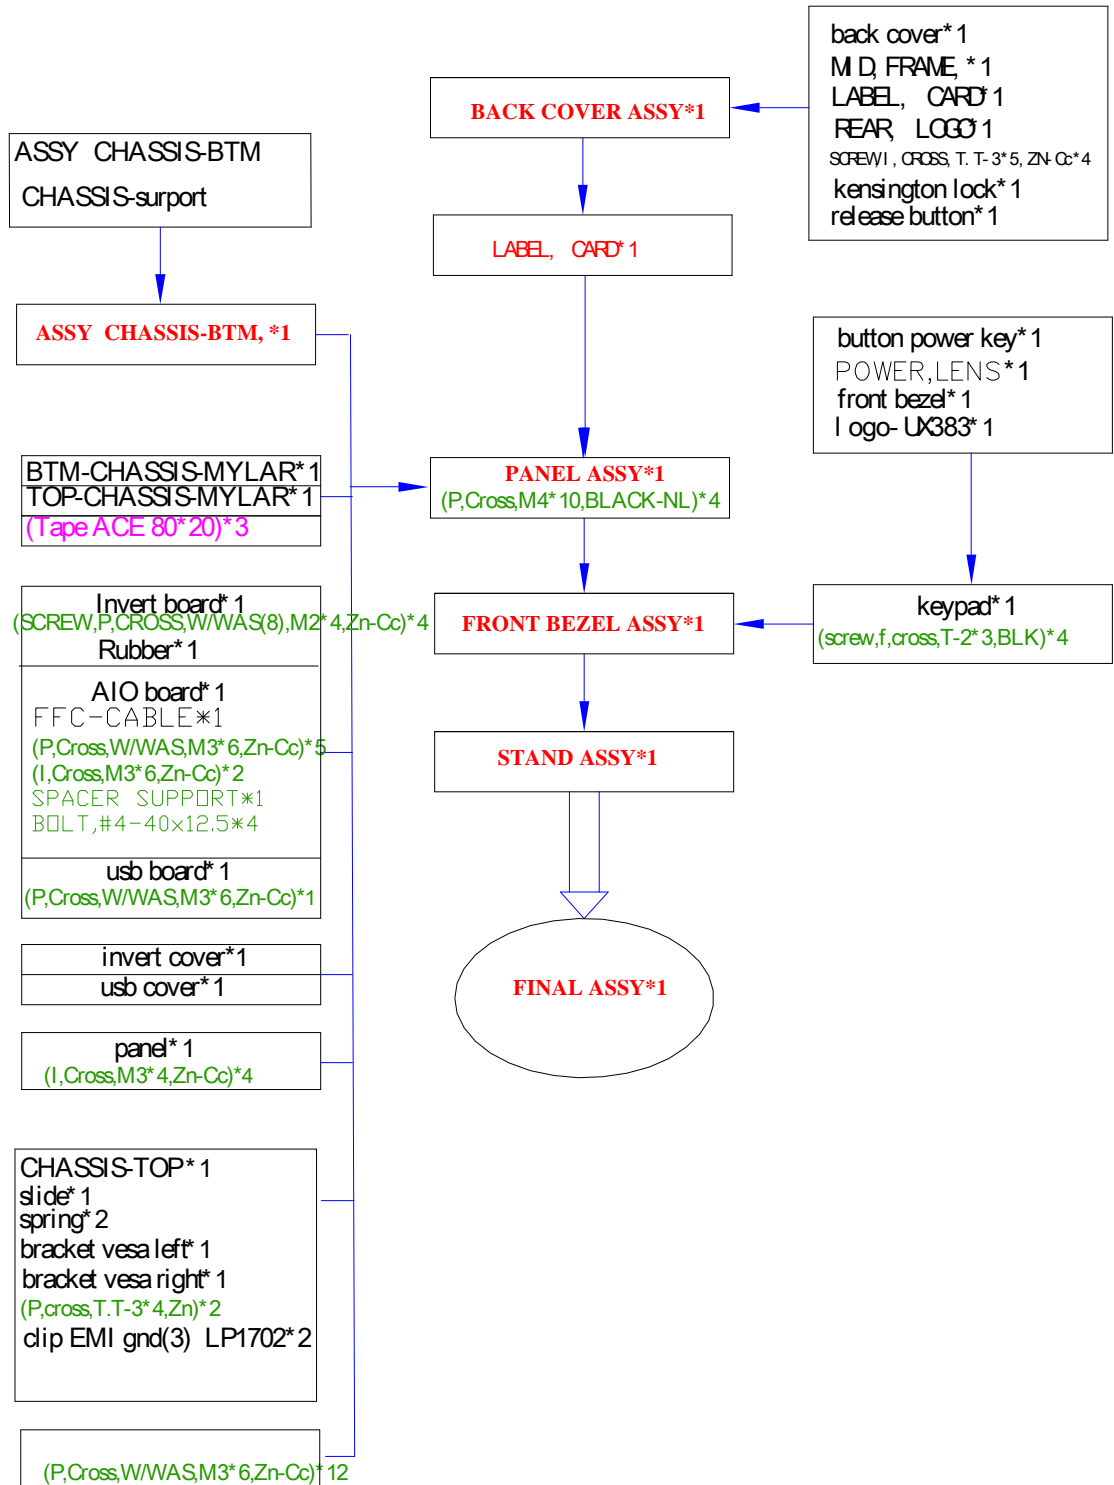 back cover*1
MID, FRAME, *1
LABEL, CARD*1
REAR, LOGO*1
SCREW,I, CROSS, T.T-3*5, ZN-Cc*4
kensington lock*1
release button*1
BACK COVER ASSY*1
ASSY CHASSIS-BTM
CHASSIS-surport
LABEL, CARD*1
ASSY CHASSIS-BTM, *1
button power key*1
POWER,LENS*1
front bezel*1
logo-UX383*1
BTM-CHASSIS-MYLAR*1
TOP-CHASSIS-MYLAR*1
(Tape ACE 80*20)*3
PANEL ASSY*1
(P,Cross,M4*10,BLACK-NL)*4
Invert board*1
(SCREW,P,CROSS,W/WAS(8),M2*4,Zn-Cc)*4
Rubber*1
FRONT BEZEL ASSY*1
keypad*1
(screw,f,cross,T-2*3,BLK)*4
AIO board*1
FFC-CABLE*1
(P,Cross,W/WAS,M3*6,Zn-Cc)*5
(I,Cross,M3*6,Zn-Cc)*2
SPACER SUPPORT*1
BOLT,#4-40x12.5*4
STAND ASSY*1
usb board*1
(P,Cross,W/WAS,M3*6,Zn-Cc)*1
invert cover*1
usb cover*1
FINAL ASSY*1
panel*1
(I,Cross,M3*4,Zn-Cc)*4
CHASSIS-TOP*1
slide*1
spring*2
bracket vesa left*1
bracket vesa right*1
(P,cross,T.T-3*4,Zn)*2
clip EMI gnd(3) LP1702*2
(P,Cross,W/WAS,M3*6,Zn-Cc)*12